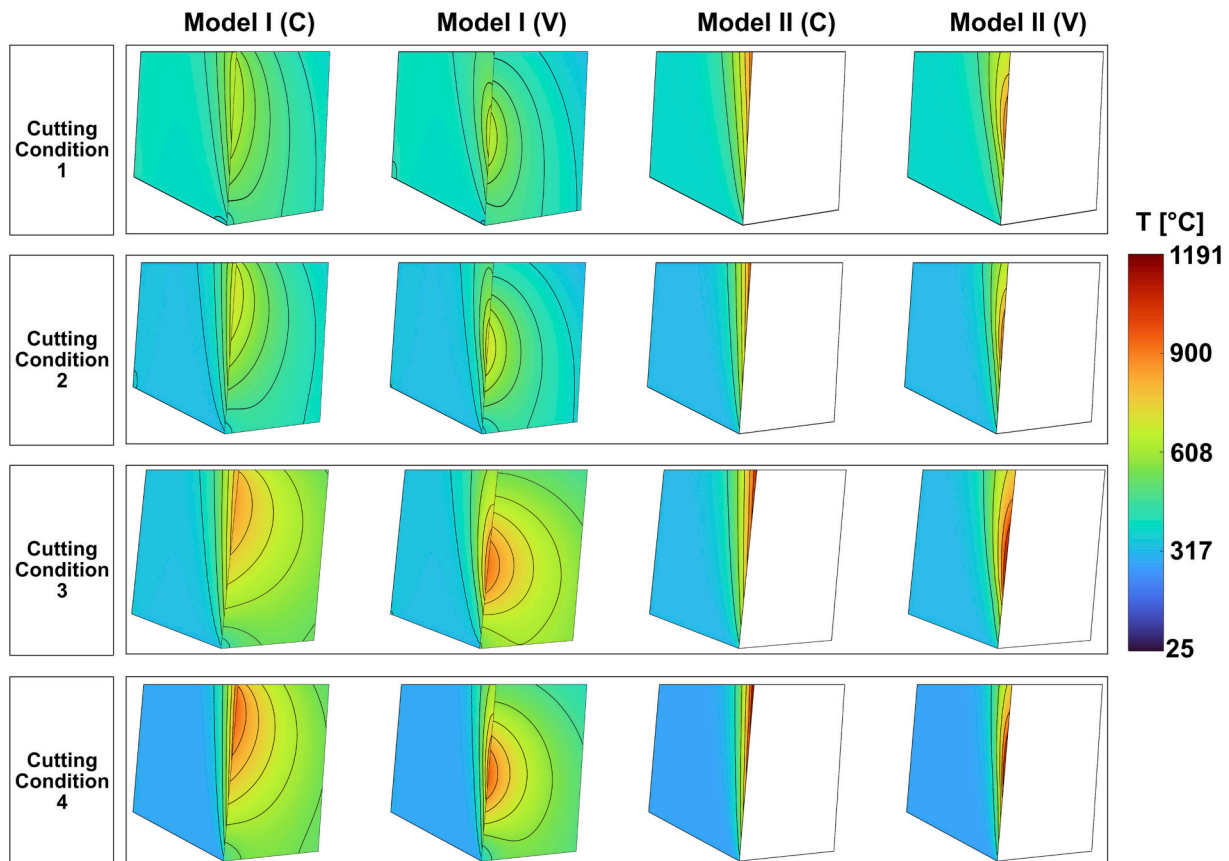 Model I (C)
Model I (V)
Model II (C)
Model II (V)
Cutting
Condition
1
Cutting
Condition
2
Cutting
Condition
3
Cutting
Condition
4
T [°C]
1191
900
608
317
25